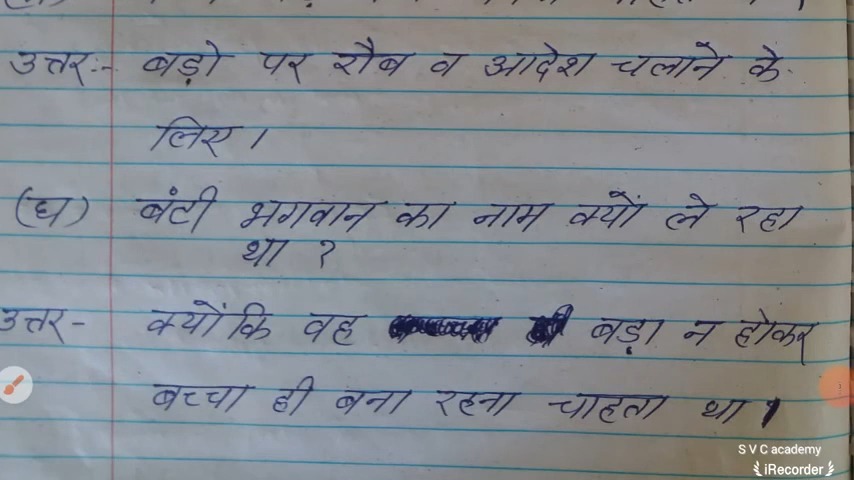 उत्तर:- बड़ो पर रौब व आदेश चलाने के
लिए ।
(घ) बंटी भगवान का नाम क्यों ले रहा
था ?
उत्तर- क्योंकि वह बड़ा न होकर
बच्चा ही बना रहना चाहता था ।
S V C academy
iRecorder